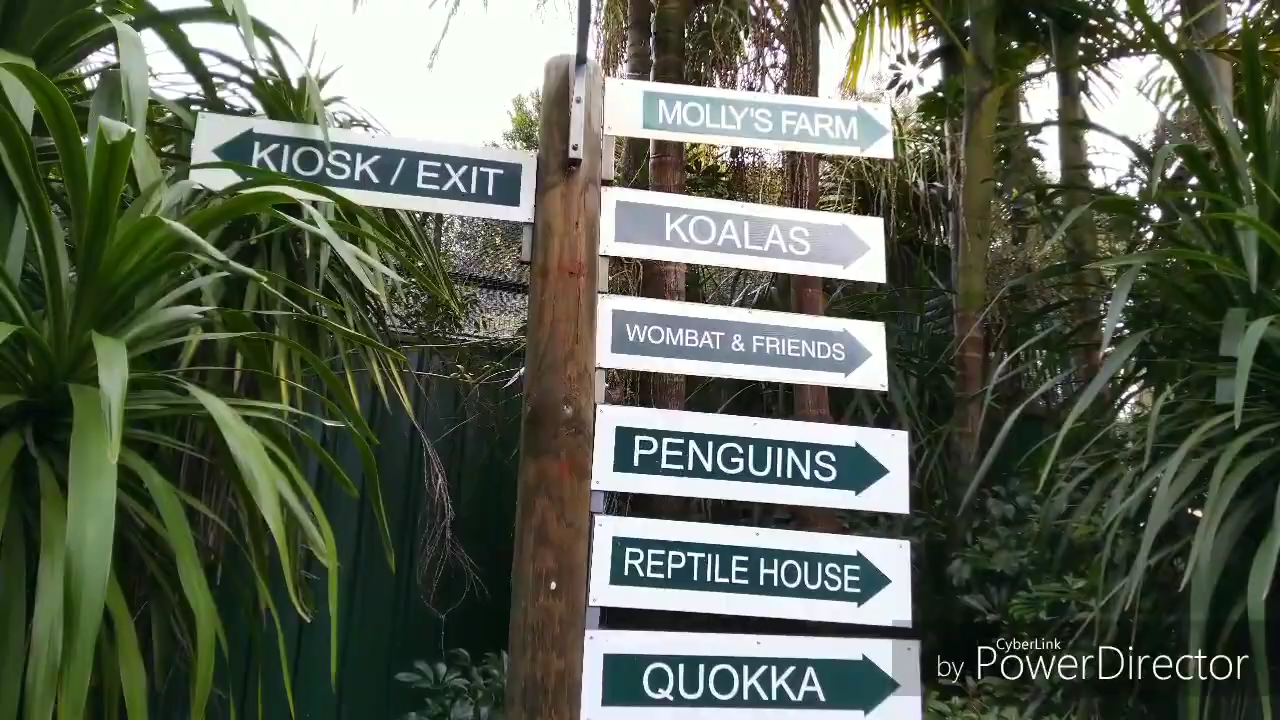 MOLLY'S FARM
KIOSK / EXIT
KOALAS
WOMBAT & FRIENDS
PENGUINS
REPTILE HOUSE
QUOKKA
CyberLink
by PowerDirector